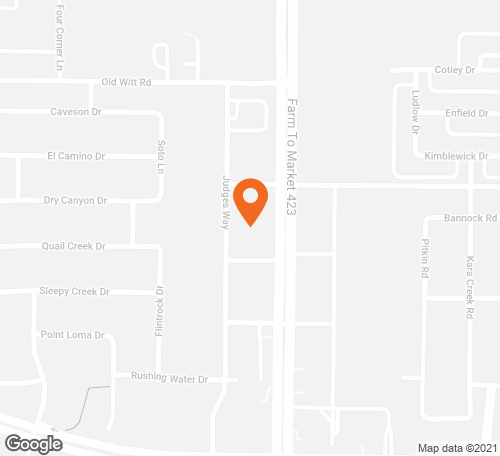 Four Corner Ln
Old Witt Rd
Cotley Dr
Ludlow Dr
Caveson Dr
Enfield Dr
Farm To Market 423
Soto Ln
El Camino Dr
Kimblewick Dr
Judges Way
Dry Canyon Dr
Bannock Rd
Quail Creek Dr
Pitkin Rd
Kara Creek Rd
Sleepy Creek Dr
Flintrock Dr
Point Loma Dr
Rushing Water Dr
Google
Map data ©2021